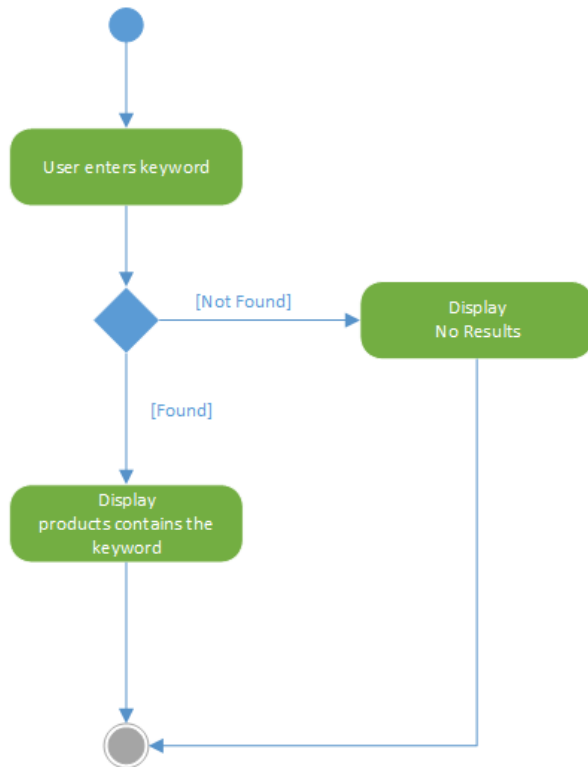 User enters keyword
[Not Found]
Display
No Results
[Found]
Display
products contains the
keyword